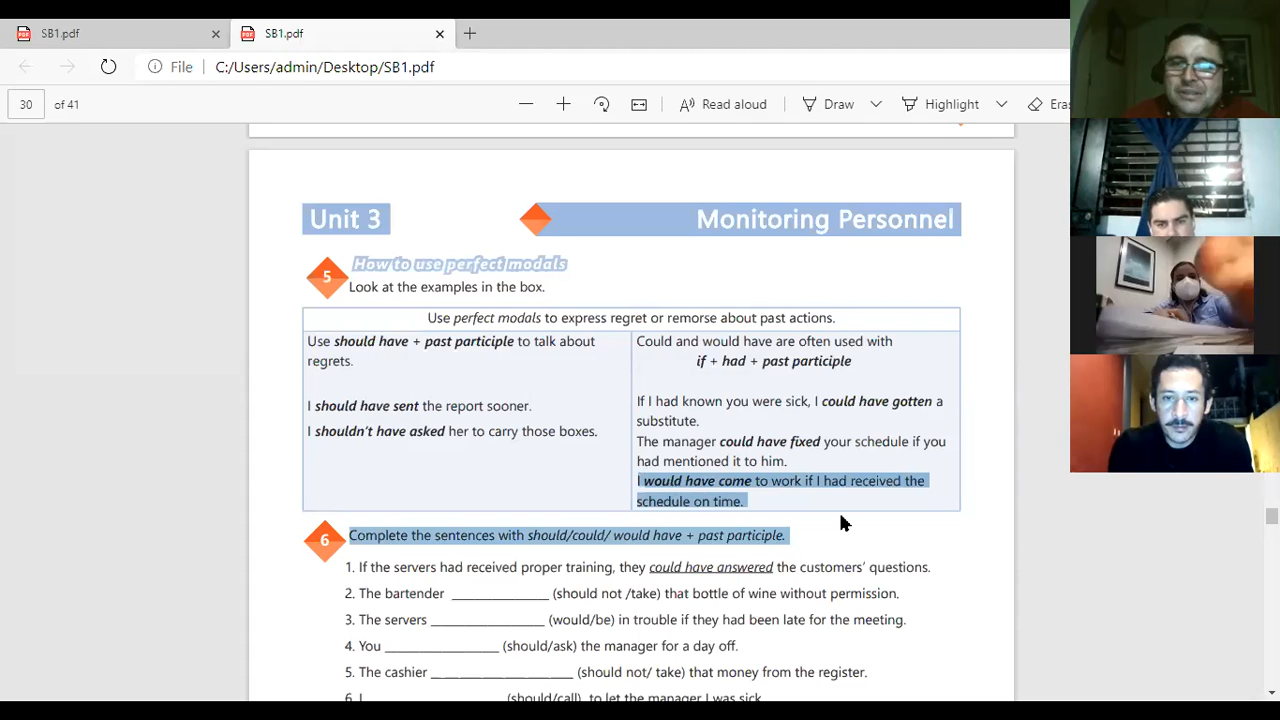 SB1.pdf
SB1.pdf
File C:/Users/admin/Desktop/SB1.pdf
30 of 41
Read aloud
Draw
Highlight
Unit 3
Monitoring Personnel
5
How to use perfect modals
Look at the examples in the box.
Use perfect modals to express regret or remorse about past actions.
Use should have + past participle to talk about
regrets.
I should have sent the report sooner.
I shouldn't have asked her to carry those boxes.
Could and would have are often used with
if + had + past participle
If I had known you were sick, I could have gotten a
substitute.
The manager could have fixed your schedule if you
had mentioned it to him.
I would have come to work if I had received the
schedule on time.
6
Complete the sentences with should/could/ would have + past participle.
1. If the servers had received proper training, they could have answered the customers' questions.
2. The bartender ______________ (should not /take) that bottle of wine without permission.
3. The servers ________________ (would/be) in trouble if they had been late for the meeting.
4. You ________________ (should/ask) the manager for a day off.
5. The cashier ____________________ (should not/ take) that money from the register.
6. I ____________________ (should/call) to let the manager I was sick